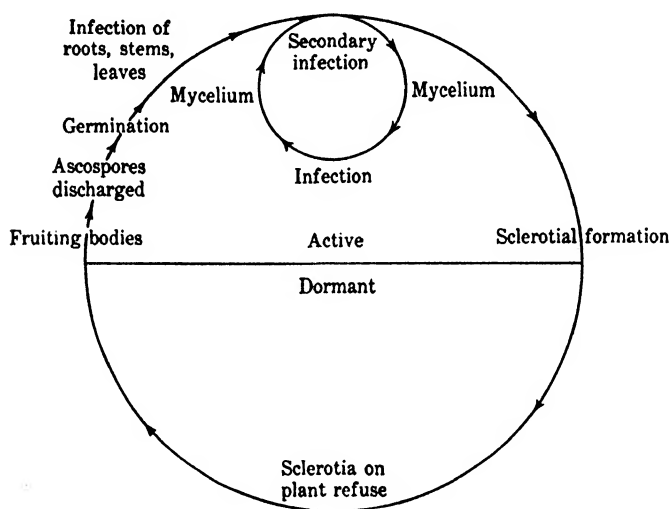 Infection of
roots, stems,
leaves
Secondary
infection
Mycelium
Mycelium
Germination
Infection
Ascospores
discharged
Fruiting bodies
Active
Sclerotial formation
Dormant
Sclerotia on
plant refuse